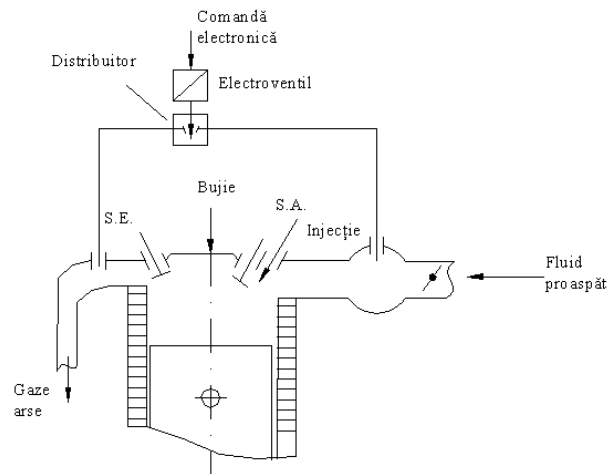 Comandă
electronică
Distribuitor
Electroventil
Bujie
S.E.
S.A.
Injecție
Fluid
proaspăt
Gaze
arse